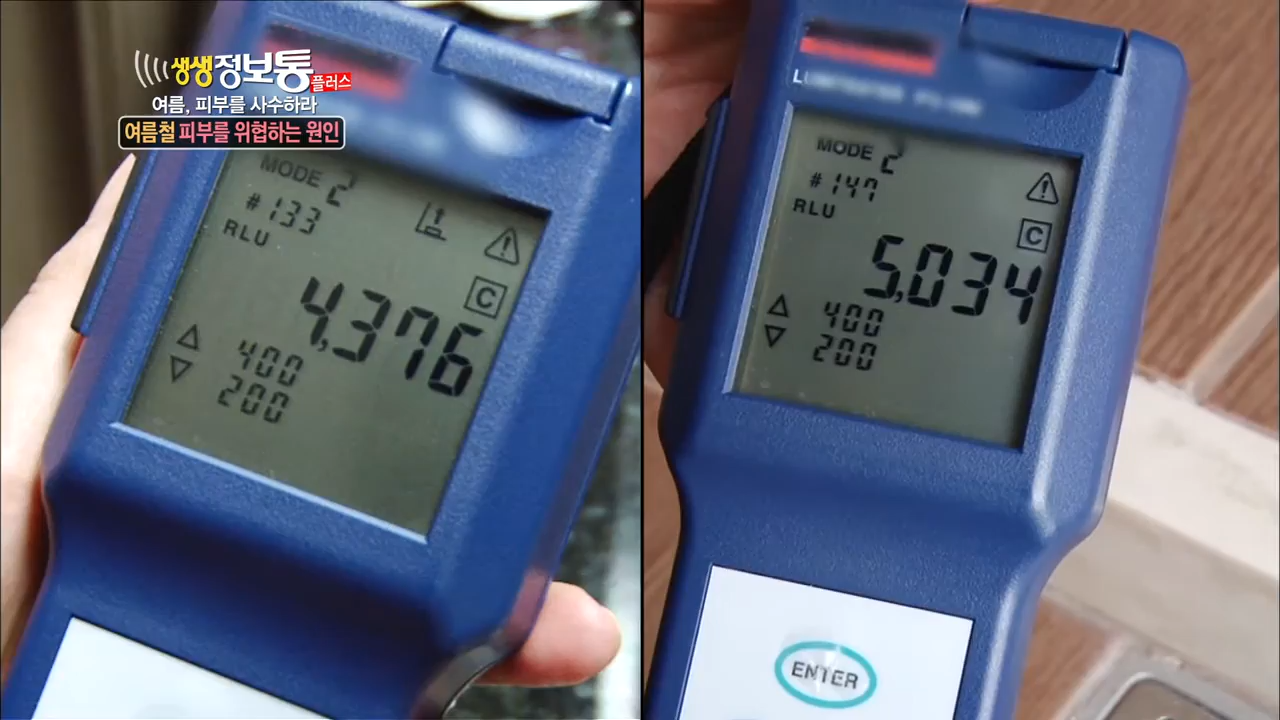 생생정보통
플러스
여름, 피부를 사수하라
여름철 피부를 위협하는 원인
MODE 2
#133
RLU
C
4,376
400
200
MODE 2
#147
RLU
C
5,034
400
200
ENTER